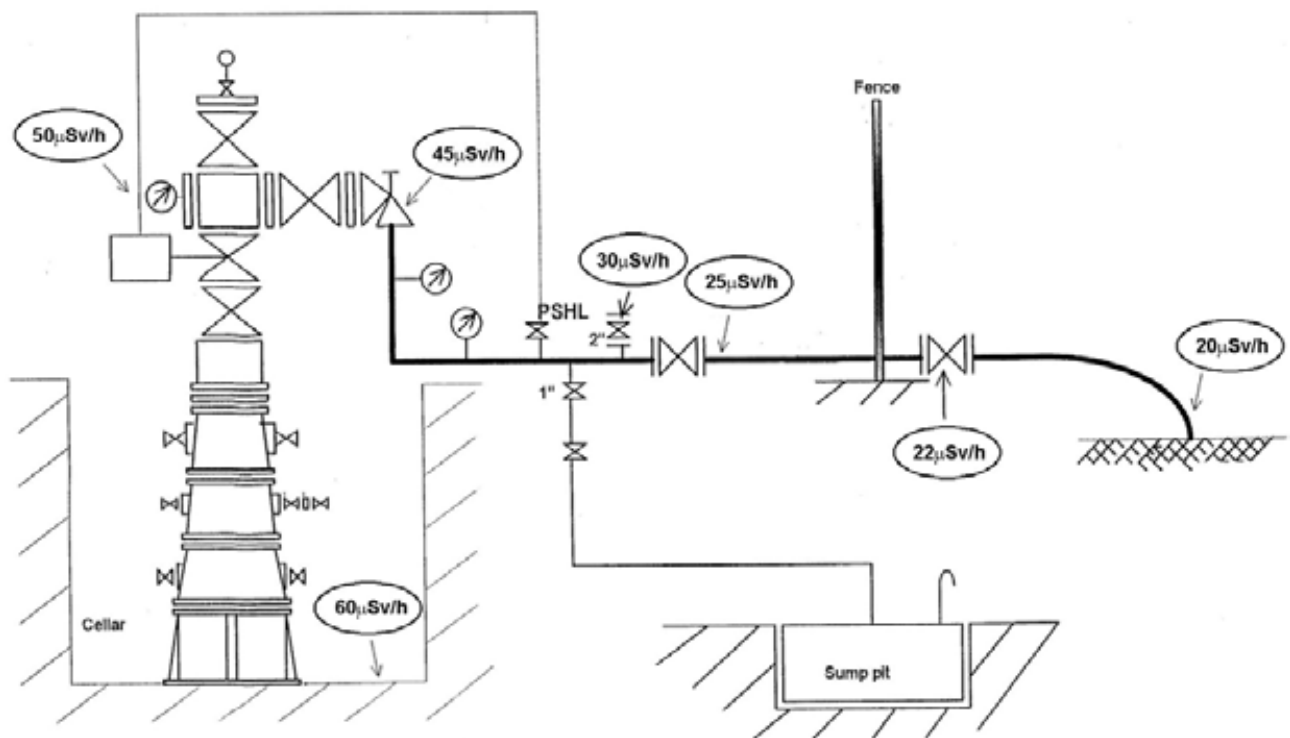 Fence
50μSv/h
45μSv/h
30μSv/h
25μSv/h
PSHL
2"
20μSv/h
1"
22μSv/h
60μSv/h
Cellar
Sump pit